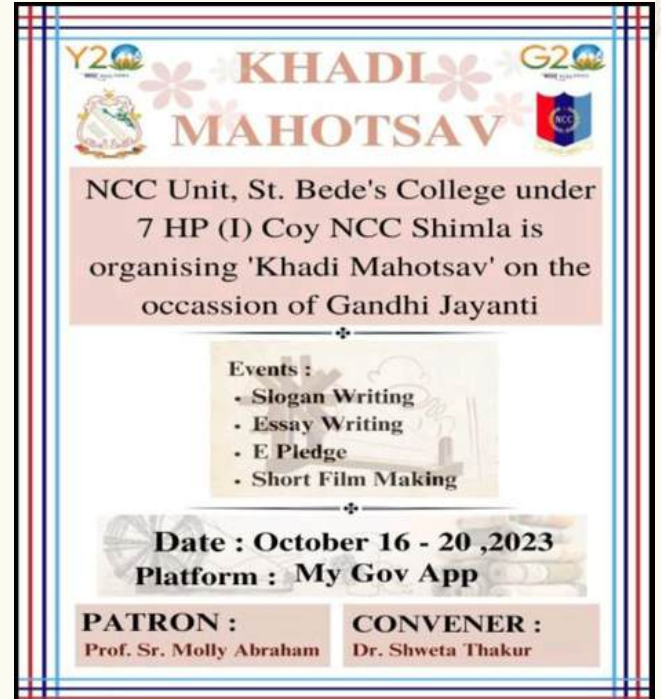 Y20
G20
KHADI
MAHOTSAV
NCC
NCC Unit, St. Bede's College under
7 HP (I) Coy NCC Shimla is
organising 'Khadi Mahotsav' on the
occassion of Gandhi Jayanti
Events :
• Slogan Writing
• Essay Writing
• E Pledge
• Short Film Making
Date : October 16 - 20 ,2023
Platform : My Gov App
PATRON :
Prof. Sr. Molly Abraham
CONVENER :
Dr. Shweta Thakur